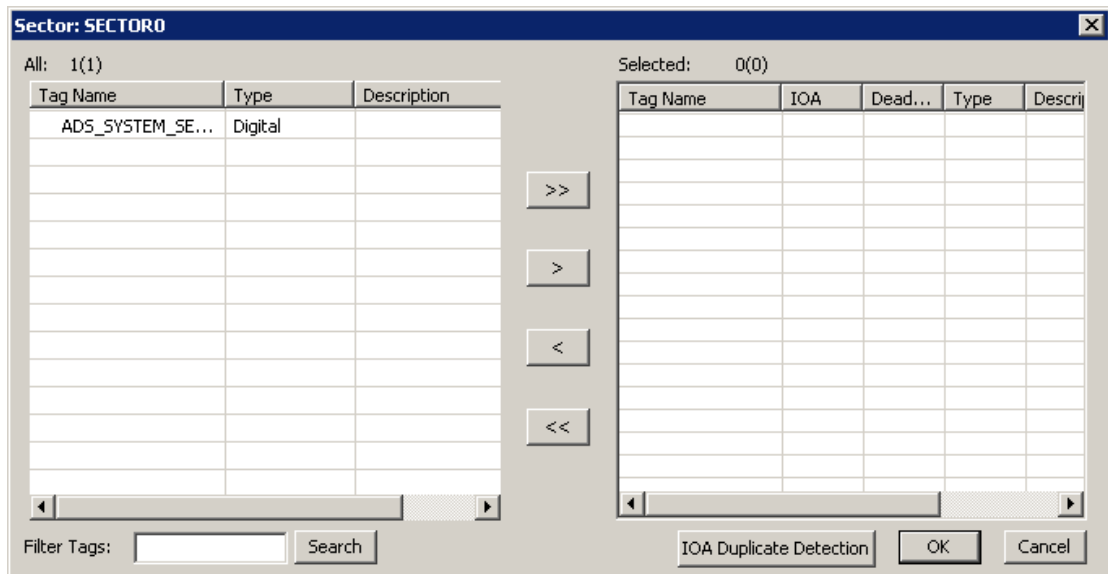 Sector: SECTOR0
All: 1(1)
Selected: 0(0)
Tag Name Type Description
Tag Name IOA Dead... Type Descrip
ADS_SYSTEM_SE... Digital
>>
>
<
<<
Filter Tags: Search
IOA Duplicate Detection OK Cancel